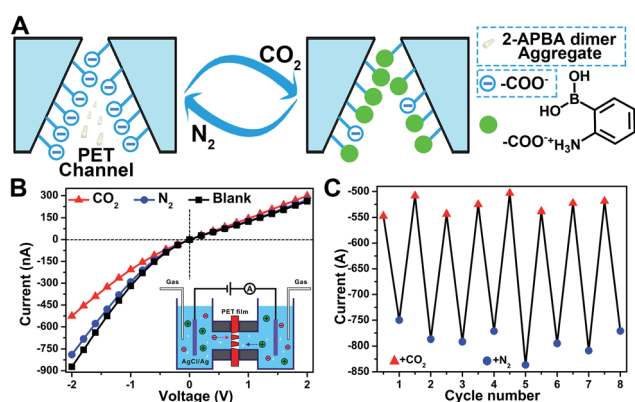 A
CO₂
N₂
PET
Channel
2-APBA dimer
Aggregate
-COO⁻
-COO⁻⁺H₃N
OH
B
HO
B
CO₂
N₂
Blank
Current (nA)
300
150
0
-150
-300
-450
-600
-750
-900
-2
-1
0
1
2
Voltage (V)
Gas
A
Gas
PET film
AgCl/Ag
C
Current (A)
-500
-550
-600
-650
-700
-750
-800
-850
+CO₂
+N₂
1 2 3 4 5 6 7 8
Cycle number